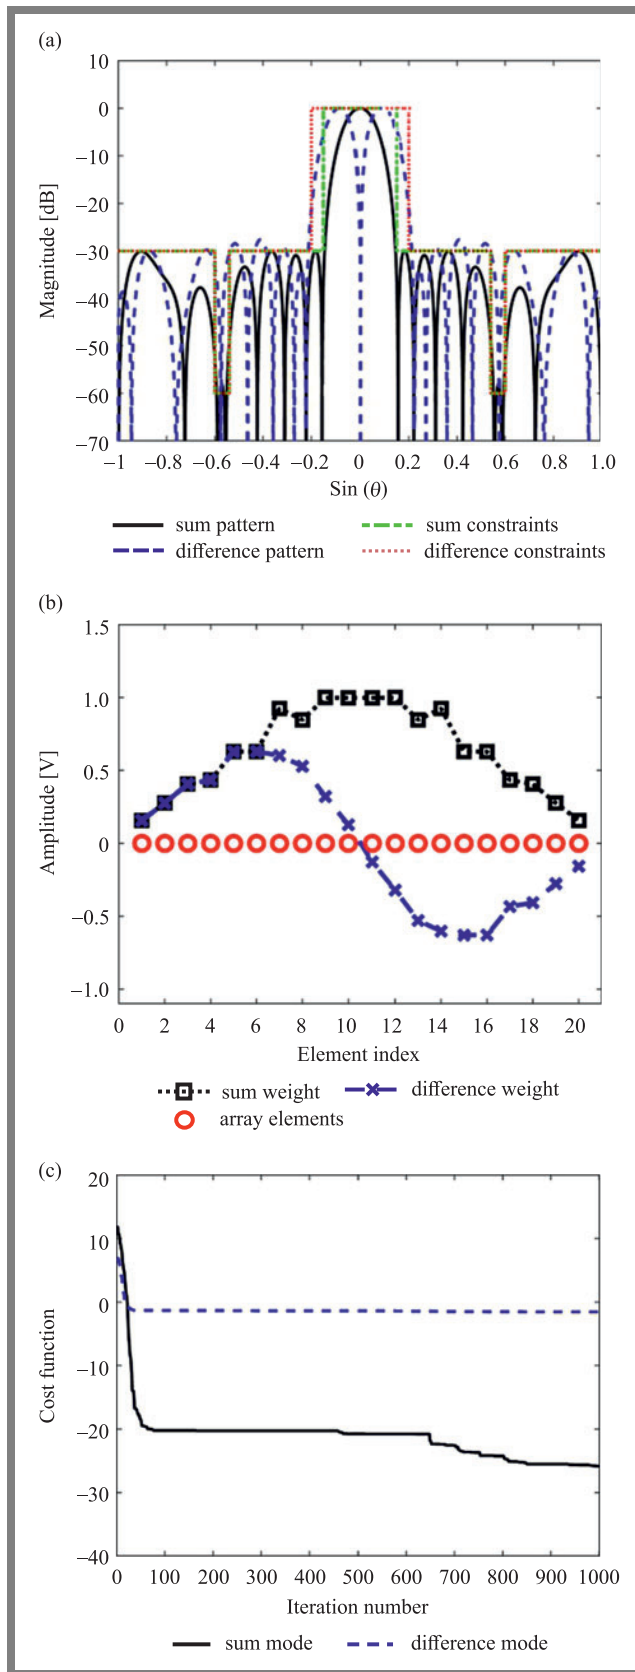 (a)
10
0
–10
–20
–30
–40
–50
–60
–70
Magnitude [dB]
–1 –0.8 –0.6 –0.4 –0.2 0 0.2 0.4 0.6 0.8 1.0
Sin (θ)
sum pattern sum constraints
difference pattern difference constraints
(b)
1.5
1.0
0.5
0
–0.5
–1.0
Amplitude [V]
0 2 4 6 8 10 12 14 16 18 20
Element index
sum weight difference weight
array elements
(c)
20
10
0
–10
–20
–30
–40
Cost function
0 100 200 300 400 500 600 700 800 900 1000
Iteration number
sum mode difference mode